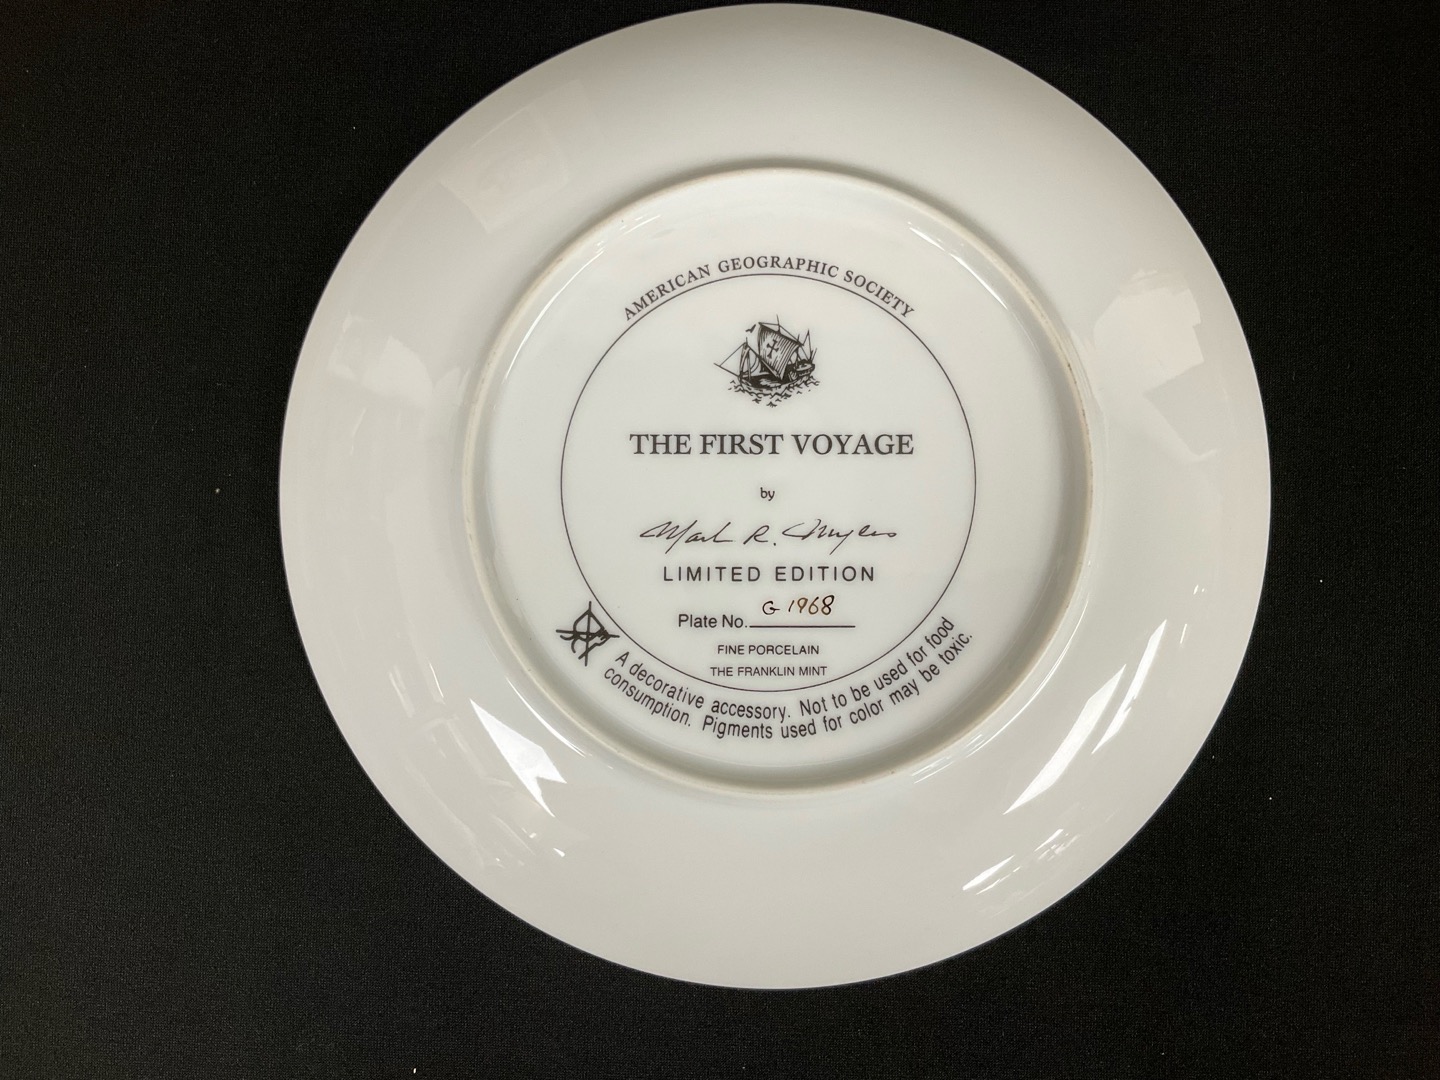 AMERICAN GEOGRAPHIC SOCIETY
THE FIRST VOYAGE
by
Mark R. Myers
LIMITED EDITION
Plate No. G 1968
FINE PORCELAIN
THE FRANKLIN MINT
A decorative accessory. Not to be used for food
consumption. Pigments used for color may be toxic.